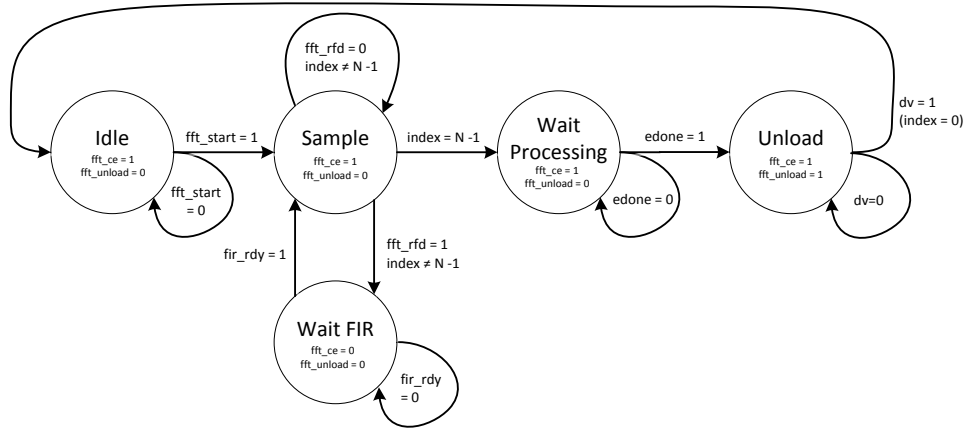 fft_rfd = 0
index ≠ N -1
dv = 1
(index = 0)
Idle
fft_ce = 1
fft_unload = 0
fft_start = 1
Sample
fft_ce = 1
fft_unload = 0
index = N -1
Wait
Processing
fft_ce = 1
fft_unload = 0
edone = 1
Unload
fft_ce = 1
fft_unload = 1
fft_start
= 0
edone = 0
dv=0
fir_rdy = 1
fft_rfd = 1
index ≠ N -1
Wait FIR
fft_ce = 0
fft_unload = 0
fir_rdy
= 0